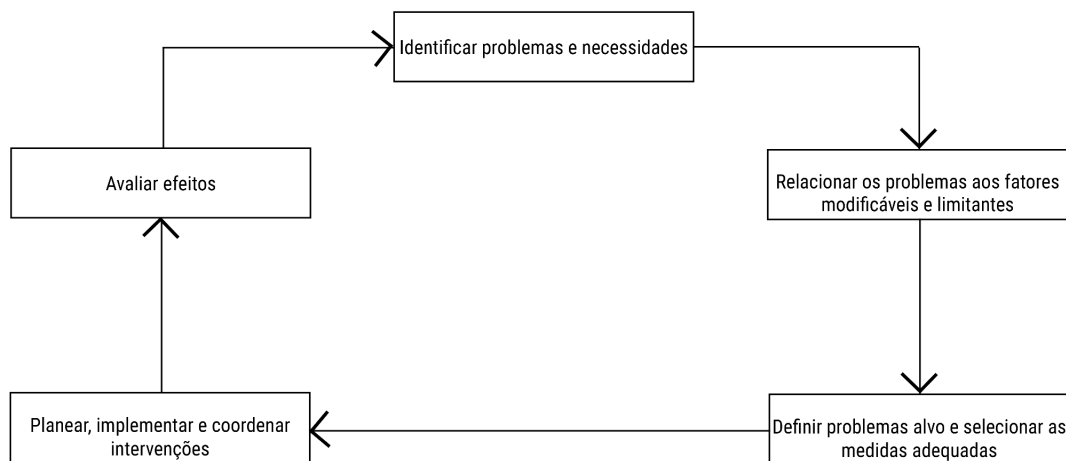 Identificar problemas e necessidades
Relacionar os problemas aos fatores
modificáveis e limitantes
Definir problemas alvo e selecionar as
medidas adequadas
Planear, implementar e coordenar
intervenções
Avaliar efeitos